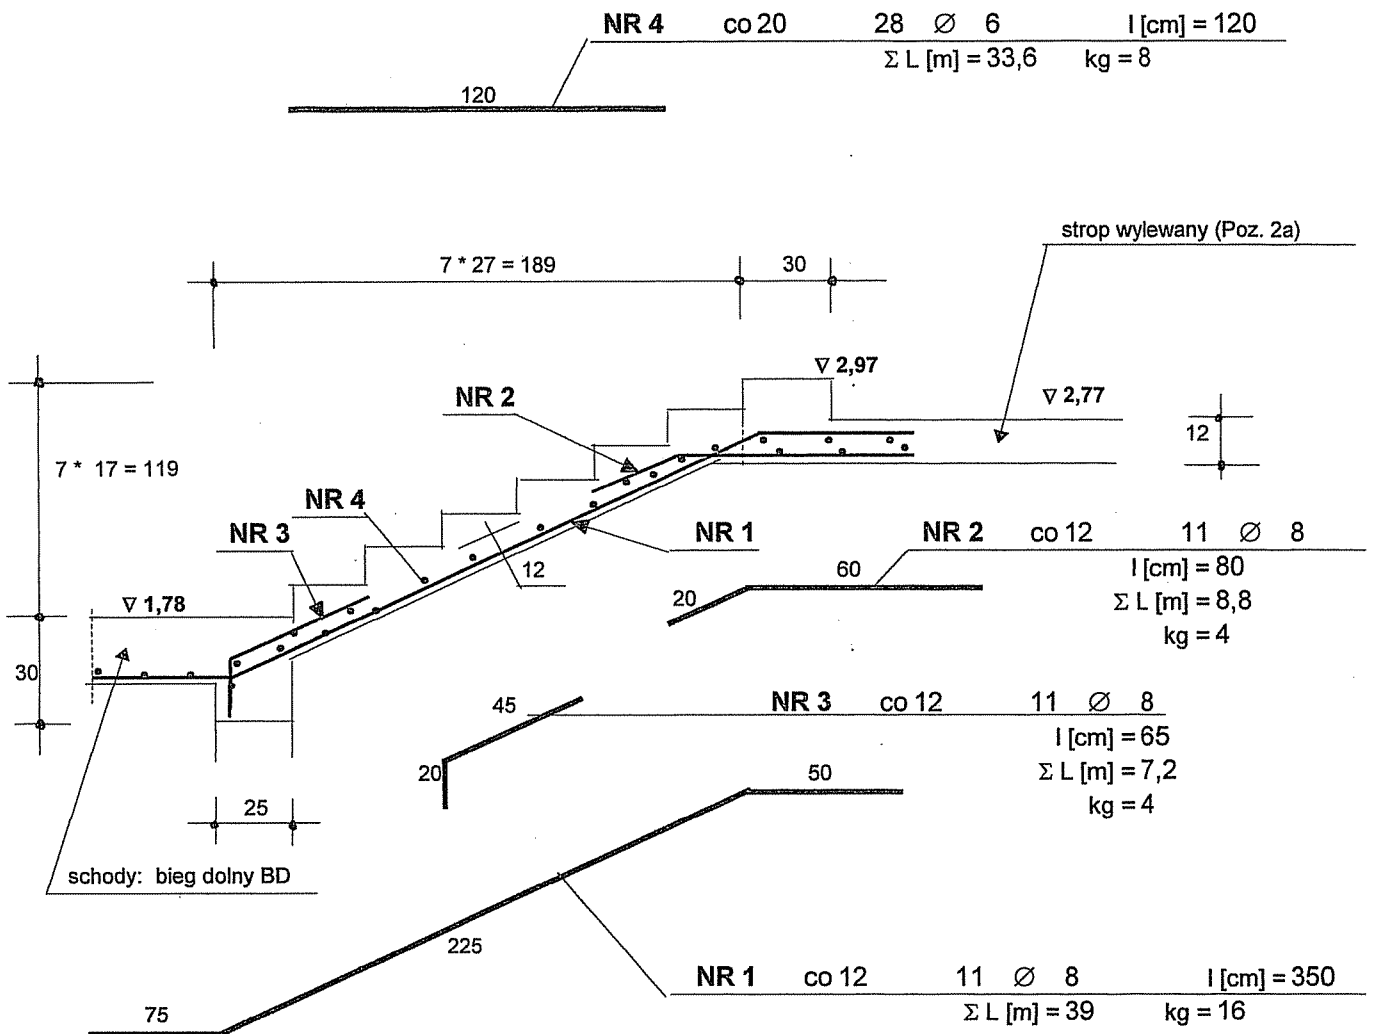 NR 4 co 20 28 ∅ 6 l [cm] = 120
Σ L [m] = 33,6 kg = 8
120
strop wylewany (Poz. 2a)
7 * 27 = 189 30
∇ 2,97
NR 2
∇ 2,77
12
7 * 17 = 119
NR 4
NR 3
NR 1
NR 2 co 12 11 ∅ 8
12
60
l [cm] = 80
20
∇ 1,78
Σ L [m] = 8,8
kg = 4
30
45
NR 3 co 12 11 ∅ 8
l [cm] = 65
20
Σ L [m] = 7,2
50
kg = 4
25
schody: bieg dolny BD
225
NR 1 co 12 11 ∅ 8 l [cm] = 350
Σ L [m] = 39 kg = 16
75